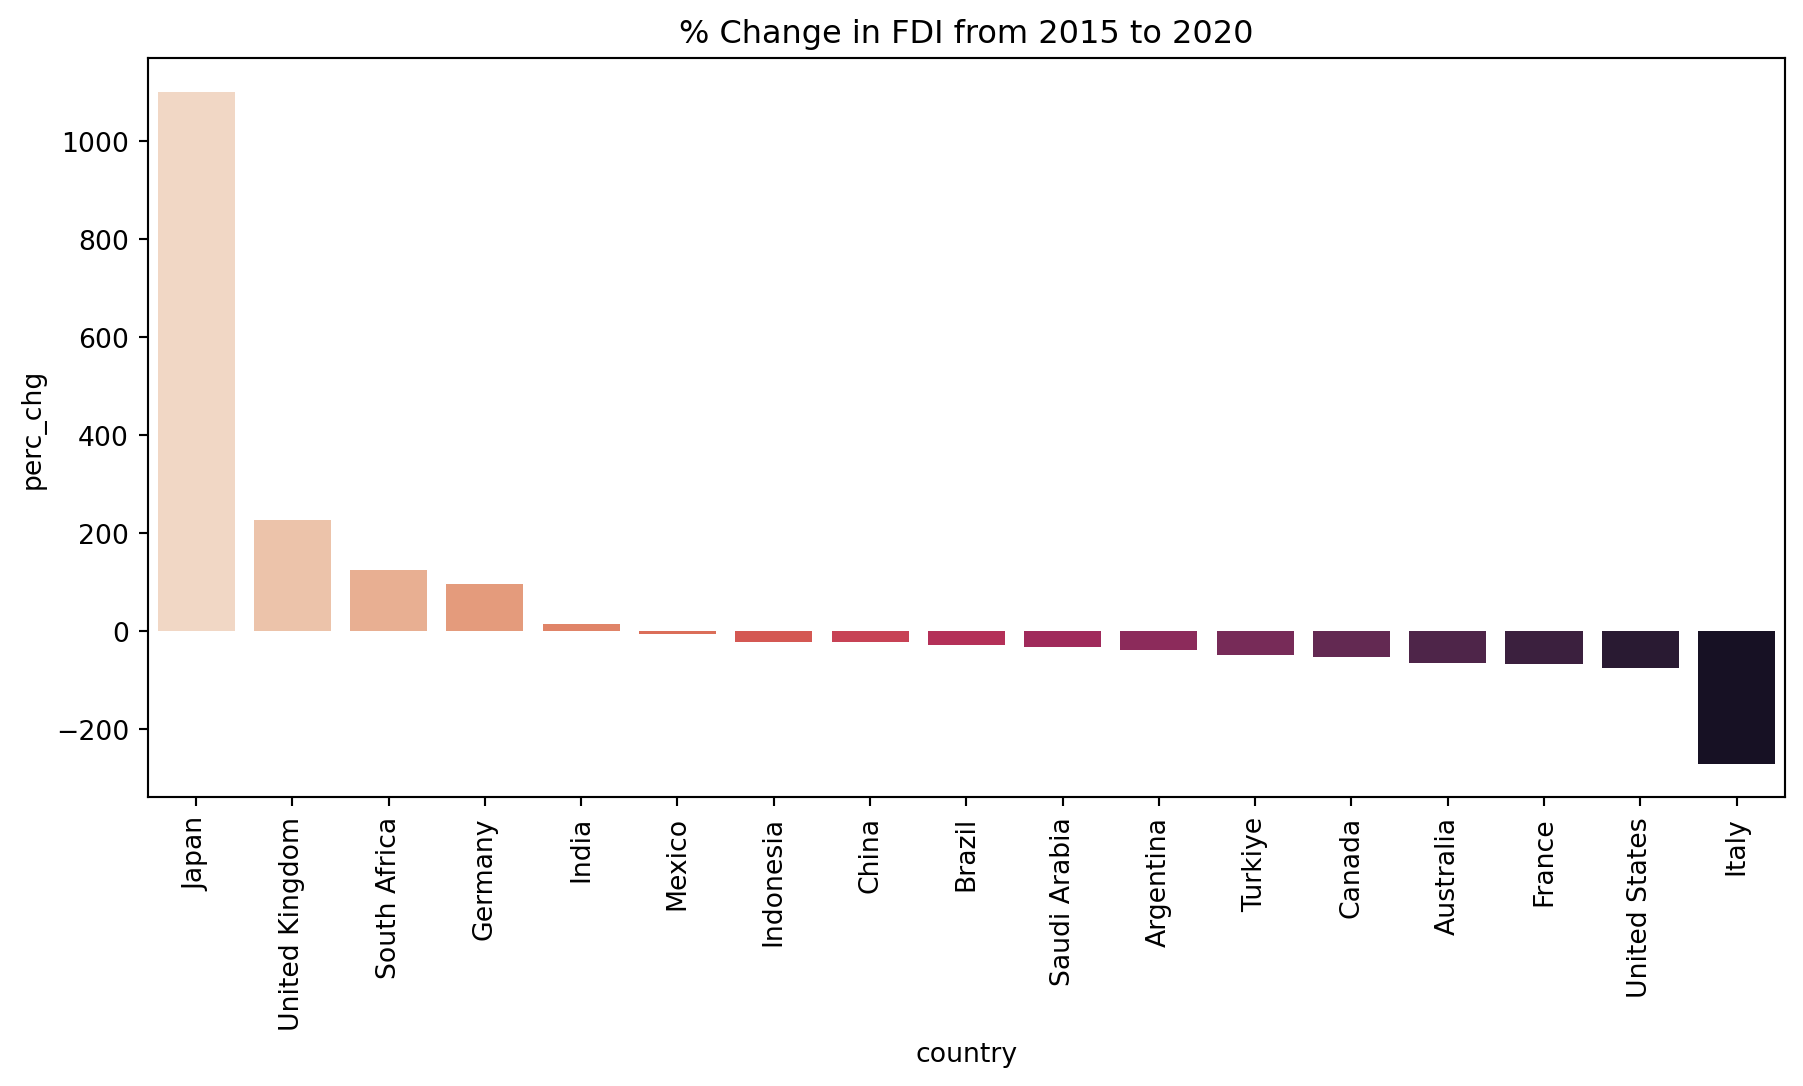 % Change in FDI from 2015 to 2020
perc_chg
1000
800
600
400
200
0
−200
Japan
United Kingdom
South Africa
Germany
India
Mexico
Indonesia
China
Brazil
Saudi Arabia
Argentina
Turkiye
Canada
Australia
France
United States
Italy
country